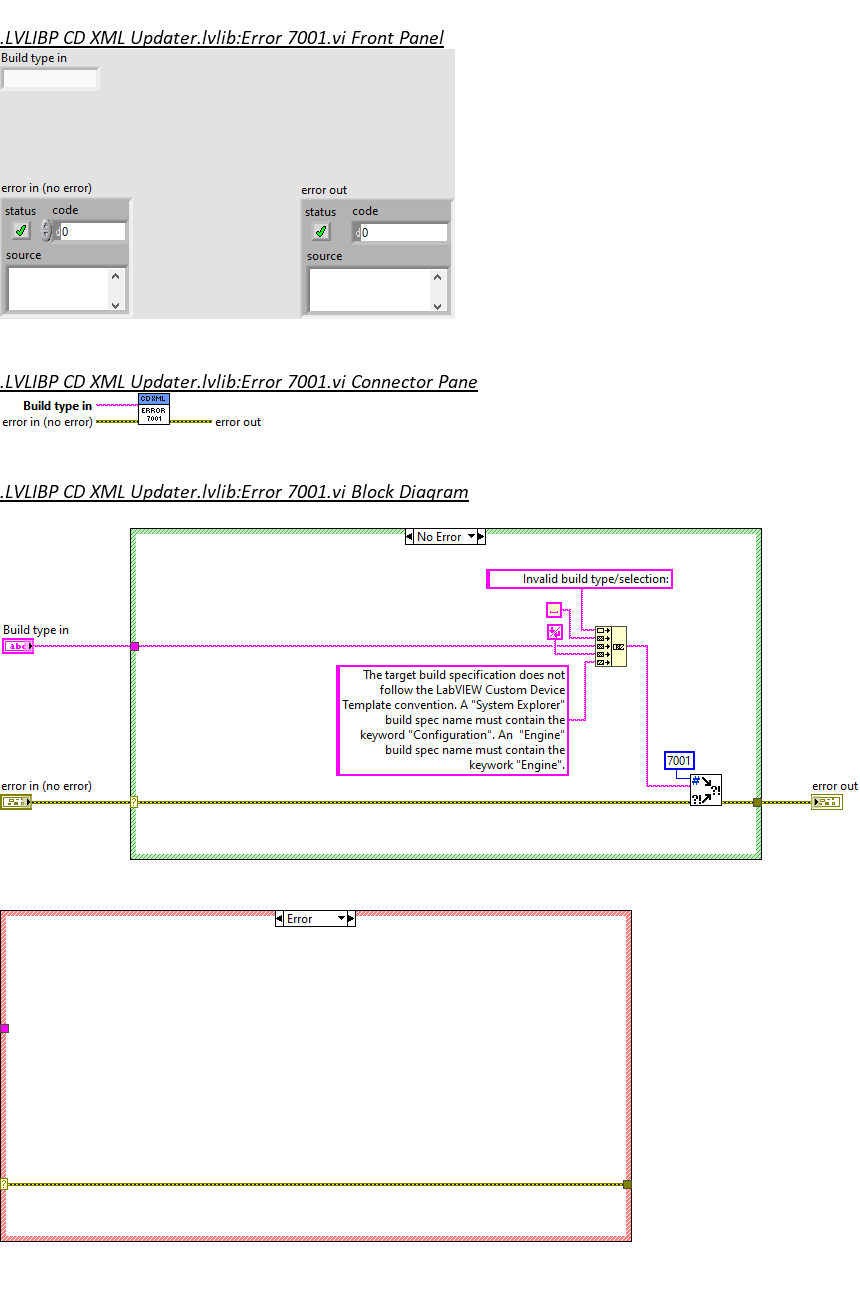 .LVLIBP CD XML Updater.lvlib:Error 7001.vi Front Panel
Build type in
error in (no error)
error out
status
code
status
code
d
0
d
0
source
source
.LVLIBP CD XML Updater.lvlib:Error 7001.vi Connector Pane
CD XML
Build type in
ERROR
7001
error in (no error)
error out
.LVLIBP CD XML Updater.lvlib:Error 7001.vi Block Diagram
No Error
Invalid build type/selection:
Build type in
abc
The target build specification does not
follow the LabVIEW Custom Device
Template convention. A "System Explorer"
build spec name must contain the
keyword "Configuration". An  "Engine"
build spec name must contain the
keywork "Engine".
7001
#
?!
?!
error in (no error)
error out
?
Error
?